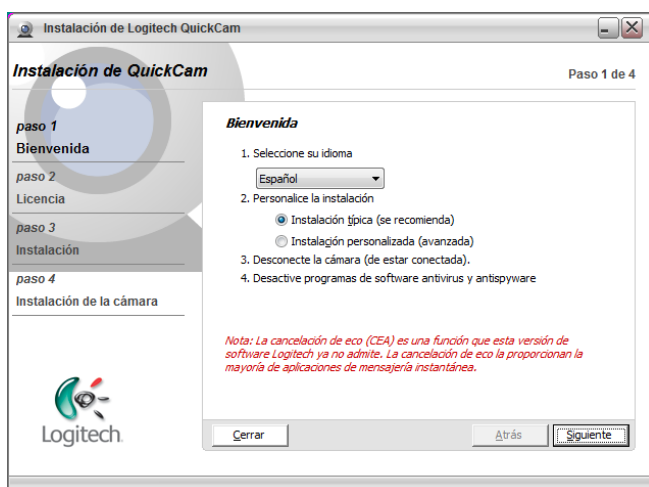 Instalación de Logitech QuickCam
Instalación de QuickCam
Paso 1 de 4
paso 1
Bienvenida
paso 2
Licencia
paso 3
Instalación
paso 4
Instalación de la cámara
Logitech
Bienvenida
1. Seleccione su idioma
Español
2. Personalice la instalación
Instalación típica (se recomienda)
Instalación personalizada (avanzada)
3. Desconecte la cámara (de estar conectada).
4. Desactive programas de software antivirus y antispyware
Nota: La cancelación de eco (CEA) es una función que esta versión de
software Logitech ya no admite. La cancelación de eco la proporcionan la
mayoría de aplicaciones de mensajería instantánea.
Cerrar
Atrás
Siguiente